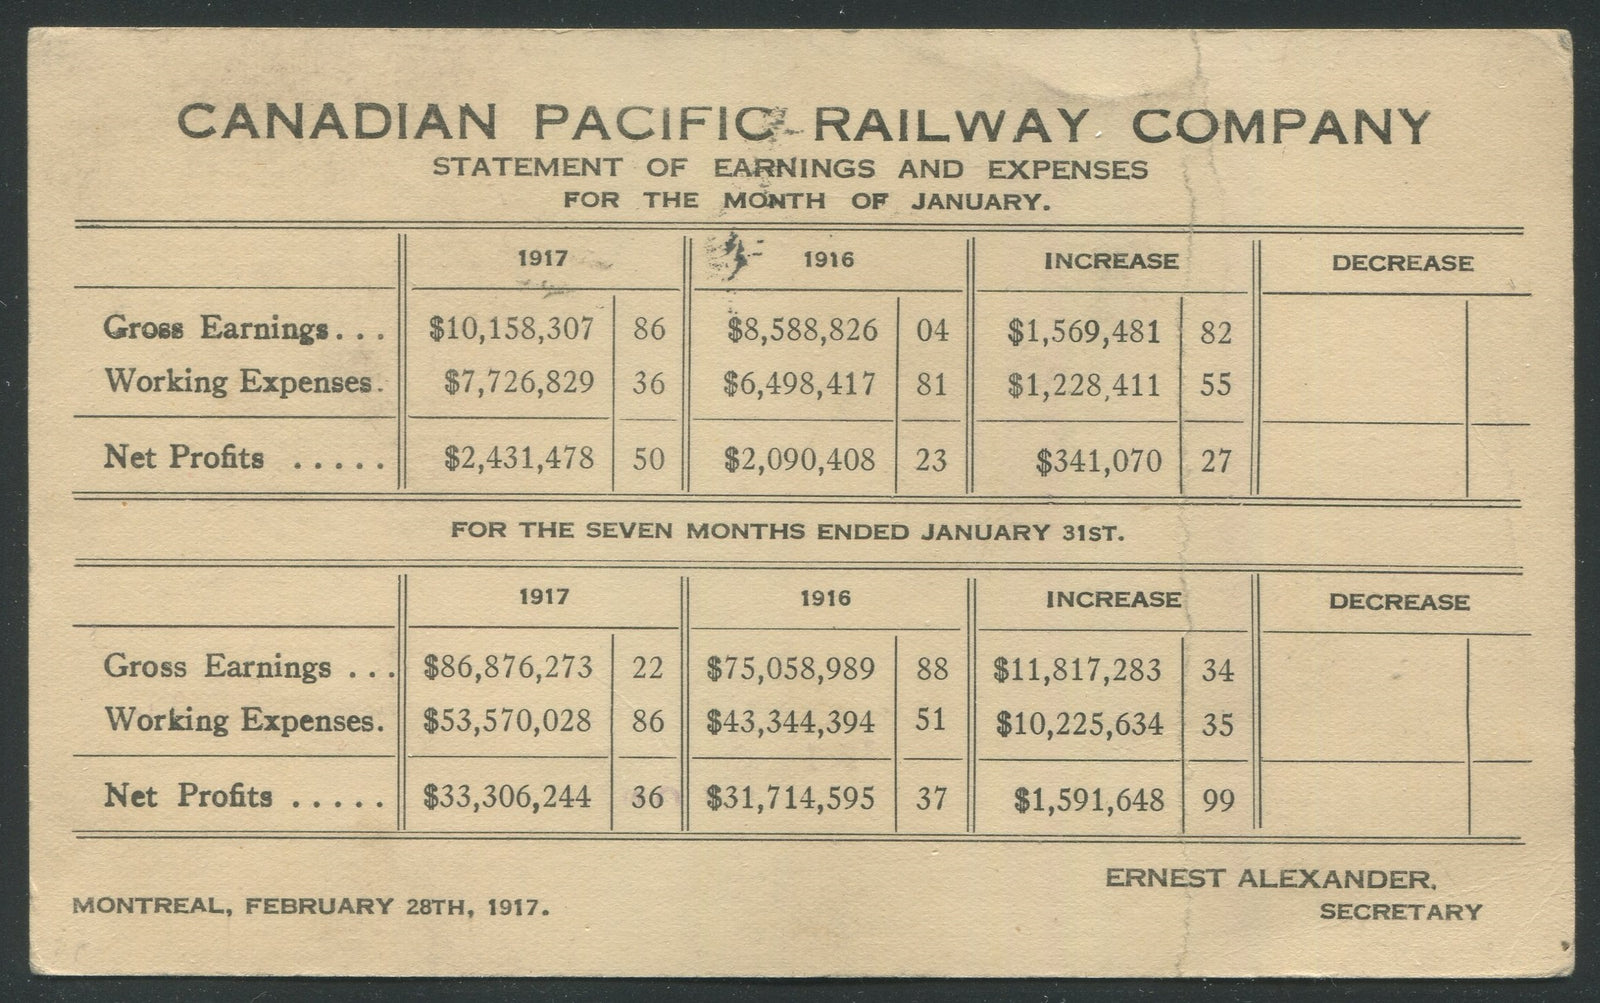 CANADIAN PACIFIC RAILWAY COMPANY
STATEMENT OF EARNINGS AND EXPENSES
FOR THE MONTH OF JANUARY.
1917 1916 INCREASE DECREASE
Gross Earnings... $10,158,307 86 $8,588,826 04 $1,569,481 82
Working Expenses. $7,726,829 36 $6,498,417 81 $1,228,411 55
Net Profits ..... $2,431,478 50 $2,090,408 23 $341,070 27
FOR THE SEVEN MONTHS ENDED JANUARY 31ST.
1917 1916 INCREASE DECREASE
Gross Earnings ... $86,876,273 22 $75,058,989 88 $11,817,283 34
Working Expenses. $53,570,028 86 $43,344,394 51 $10,225,634 35
Net Profits ..... $33,306,244 36 $31,714,595 37 $1,591,648 99
ERNEST ALEXANDER,
MONTREAL, FEBRUARY 28TH, 1917. SECRETARY